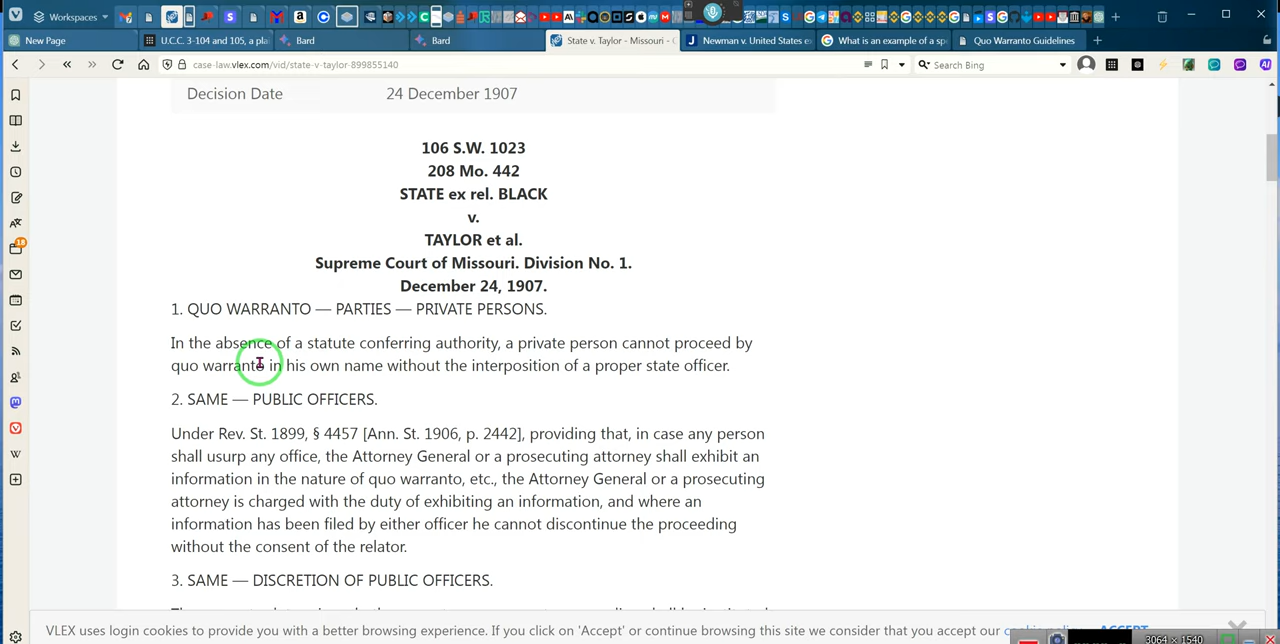 Workspaces
New Page
U.C.C. 3-104 and 105, a pla
Bard
Bard
State v. Taylor - Missouri - C
Newman v. United States e
What is an example of a sp
Quo Warranto Guidelines
case-law.vlex.com/vid/state-v-taylor-899855140
Search Bing
Decision Date 24 December 1907
106 S.W. 1023
208 Mo. 442
STATE ex rel. BLACK
v.
TAYLOR et al.
Supreme Court of Missouri. Division No. 1.
December 24, 1907.
1. QUO WARRANTO — PARTIES — PRIVATE PERSONS.
In the absence of a statute conferring authority, a private person cannot proceed by
quo warranto in his own name without the interposition of a proper state officer.
2. SAME — PUBLIC OFFICERS.
Under Rev. St. 1899, § 4457 [Ann. St. 1906, p. 2442], providing that, in case any person
shall usurp any office, the Attorney General or a prosecuting attorney shall exhibit an
information in the nature of quo warranto, etc., the Attorney General or a prosecuting
attorney is charged with the duty of exhibiting an information, and where an
information has been filed by either officer he cannot discontinue the proceeding
without the consent of the relator.
3. SAME — DISCRETION OF PUBLIC OFFICERS.
VLEX uses login cookies to provide you with a better browsing experience. If you click on 'Accept' or continue browsing this site we consider that you accept our
ACCEPT
3064 × 1540